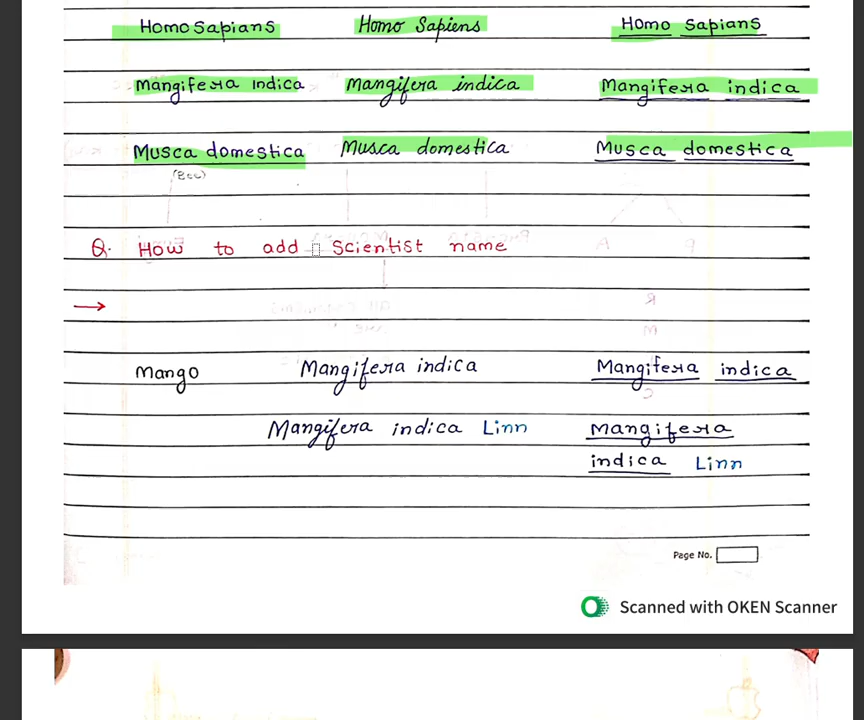 Homo Sapians Homo Sapiens Homo Sapians
Mangifera Indica Mangifera indica Mangifera indica
Musca domestica Musca domestica Musca domestica
Q. How to add Scientist name
→
Mango Mangifera indica Mangifera indica
Mangifera indica Linn Mangifera
indica Linn
Page No.
Scanned with OKEN Scanner